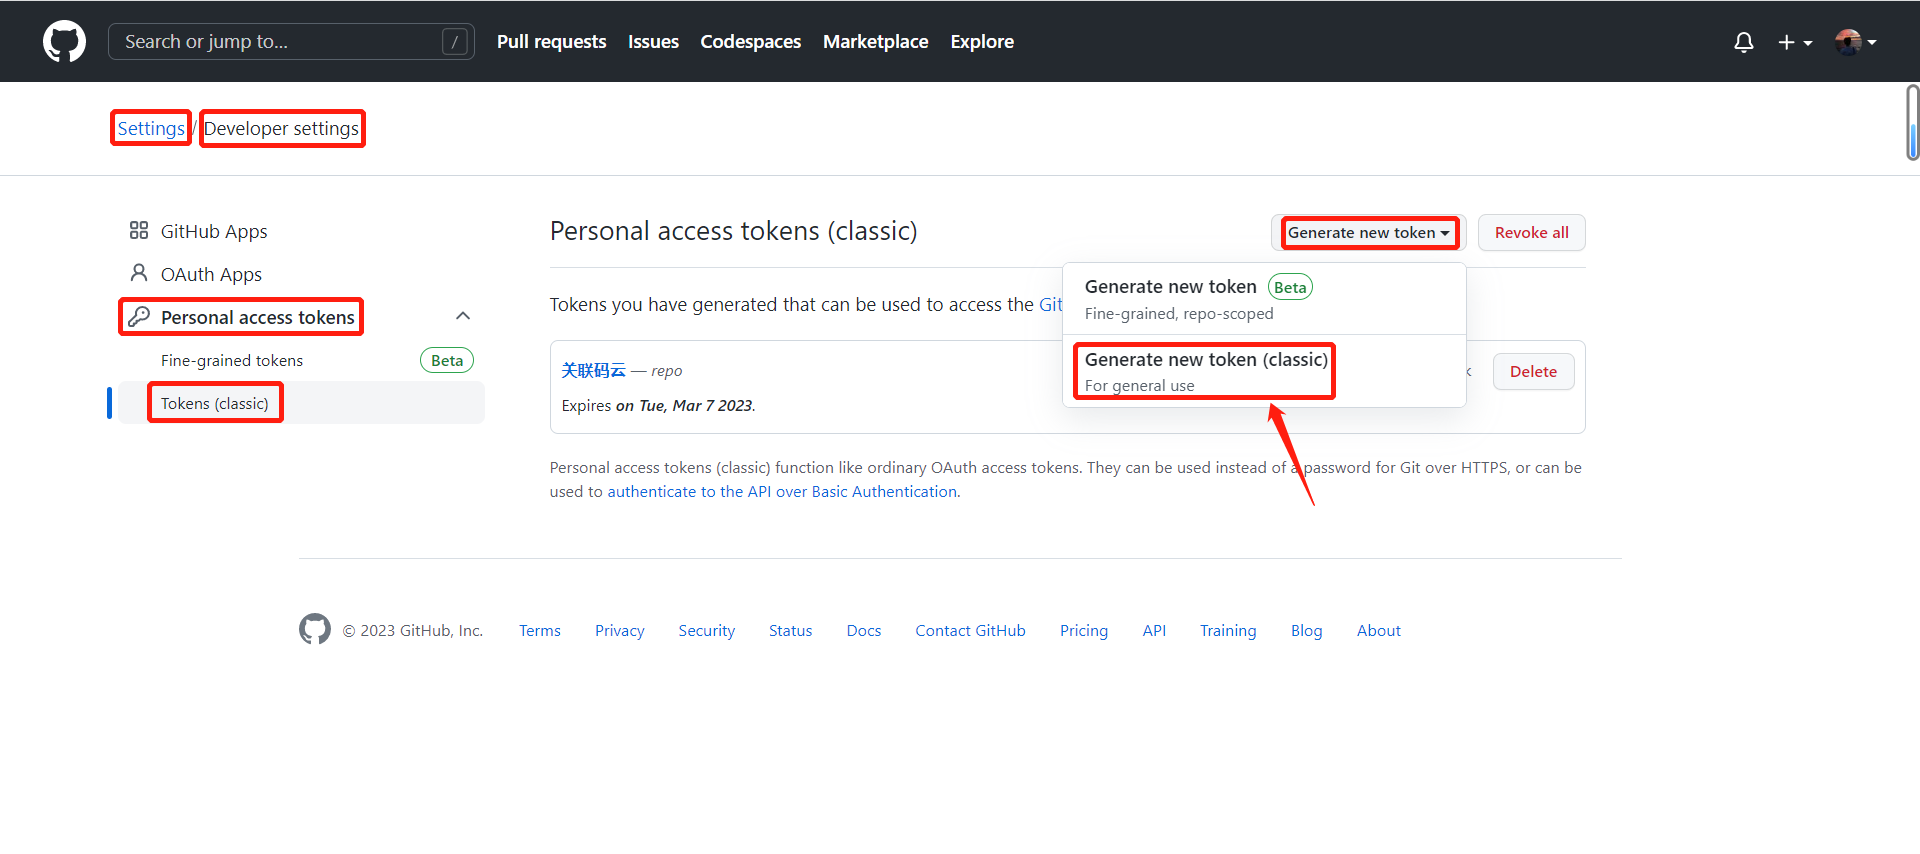 Search or jump to... /
Pull requests Issues Codespaces Marketplace Explore
Settings / Developer settings
GitHub Apps
OAuth Apps
Personal access tokens
Fine-grained tokens Beta
Tokens (classic)
Personal access tokens (classic)
Generate new token
Revoke all
Generate new token Beta
Fine-grained, repo-scoped
Generate new token (classic)
For general use
Tokens you have generated that can be used to access the Git
关联码云 — repo
Delete
Expires on Tue, Mar 7 2023.
Personal access tokens (classic) function like ordinary OAuth access tokens. They can be used instead of a password for Git over HTTPS, or can be
used to authenticate to the API over Basic Authentication.
© 2023 GitHub, Inc. Terms Privacy Security Status Docs Contact GitHub Pricing API Training Blog About